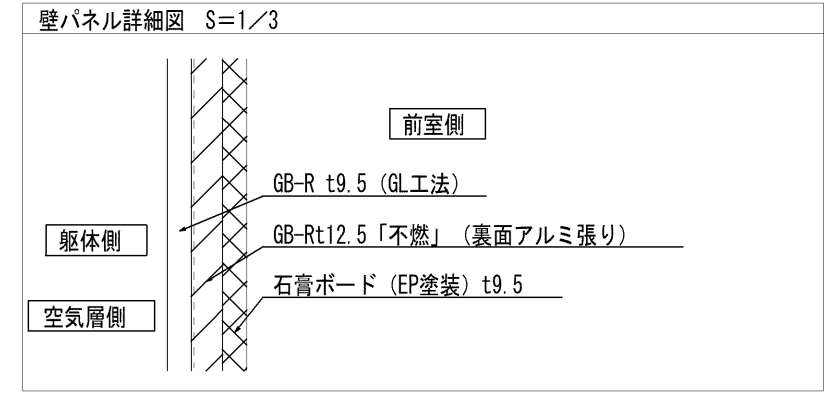 壁パネル詳細図 S=1/3
前室側
GB-R t9.5 (GL工法)
躯体側
GB-Rt12.5「不燃」(裏面アルミ張り)
石膏ボード (EP塗装) t9.5
空気層側